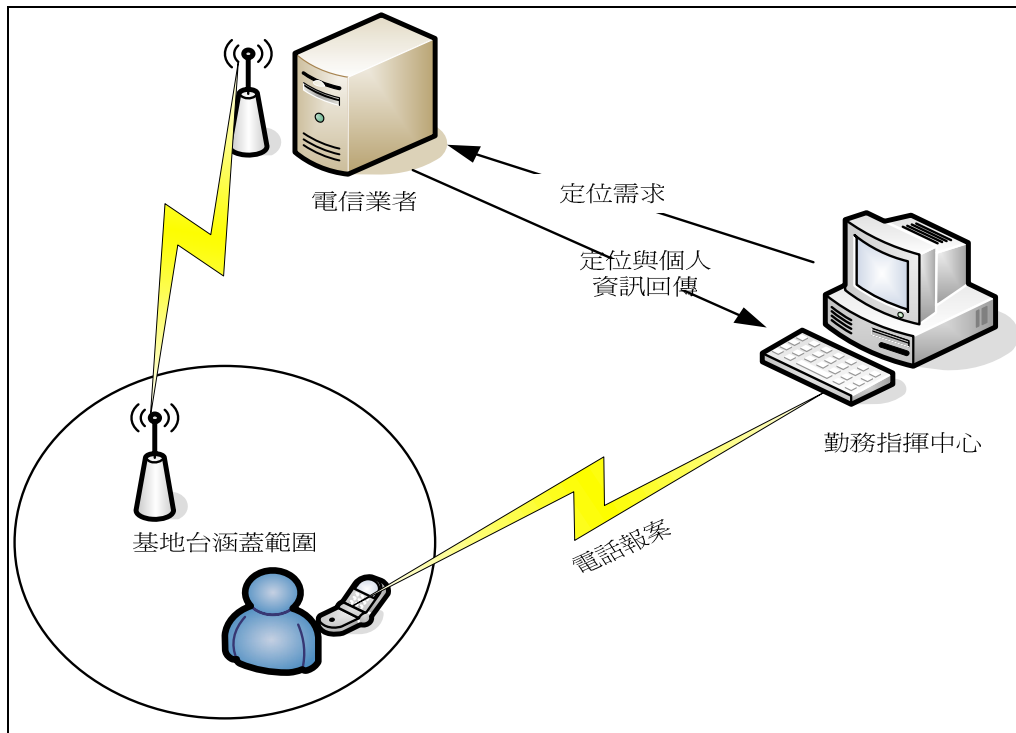 電信業者
定位需求
定位與個人
資訊回傳
勤務指揮中心
電話報案
基地台涵蓋範圍